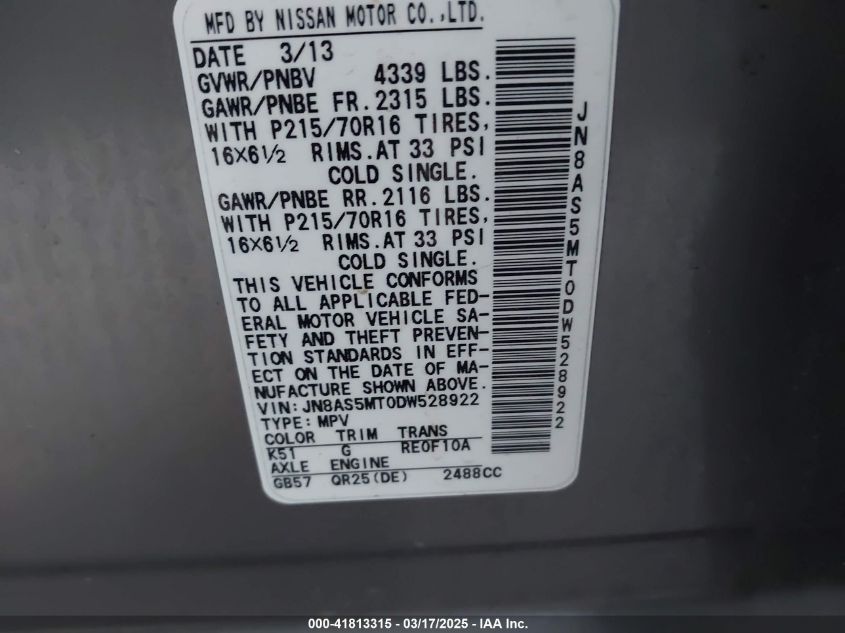 MFD BY NISSAN MOTOR CO.,LTD.
DATE 3/13
GVWR/PNBV 4339 LBS.
GAWR/PNBE FR.2315 LBS.
WITH P215/70R16 TIRES,
16X6½ RIMS.AT 33 PSI
COLD SINGLE.
GAWR/PNBE RR.2116 LBS.
WITH P215/70R16 TIRES,
16X6½ RIMS.AT 33 PSI
COLD SINGLE.
THIS VEHICLE CONFORMS
TO ALL APPLICABLE FED-
ERAL MOTOR VEHICLE SA-
FETY AND THEFT PREVEN-
TION STANDARDS IN EFF-
ECT ON THE DATE OF MA-
NUFACTURE SHOWN ABOVE.
VIN:JN8AS5MT0DW528922
TYPE:MPV
COLOR TRIM TRANS
K51 G RE0F10A
AXLE ENGINE
GB57 QR25(DE) 2488CC
JN8AS5MT0DW528922
000-41813315 - 03/17/2025 - Copyright © IAA, Inc.